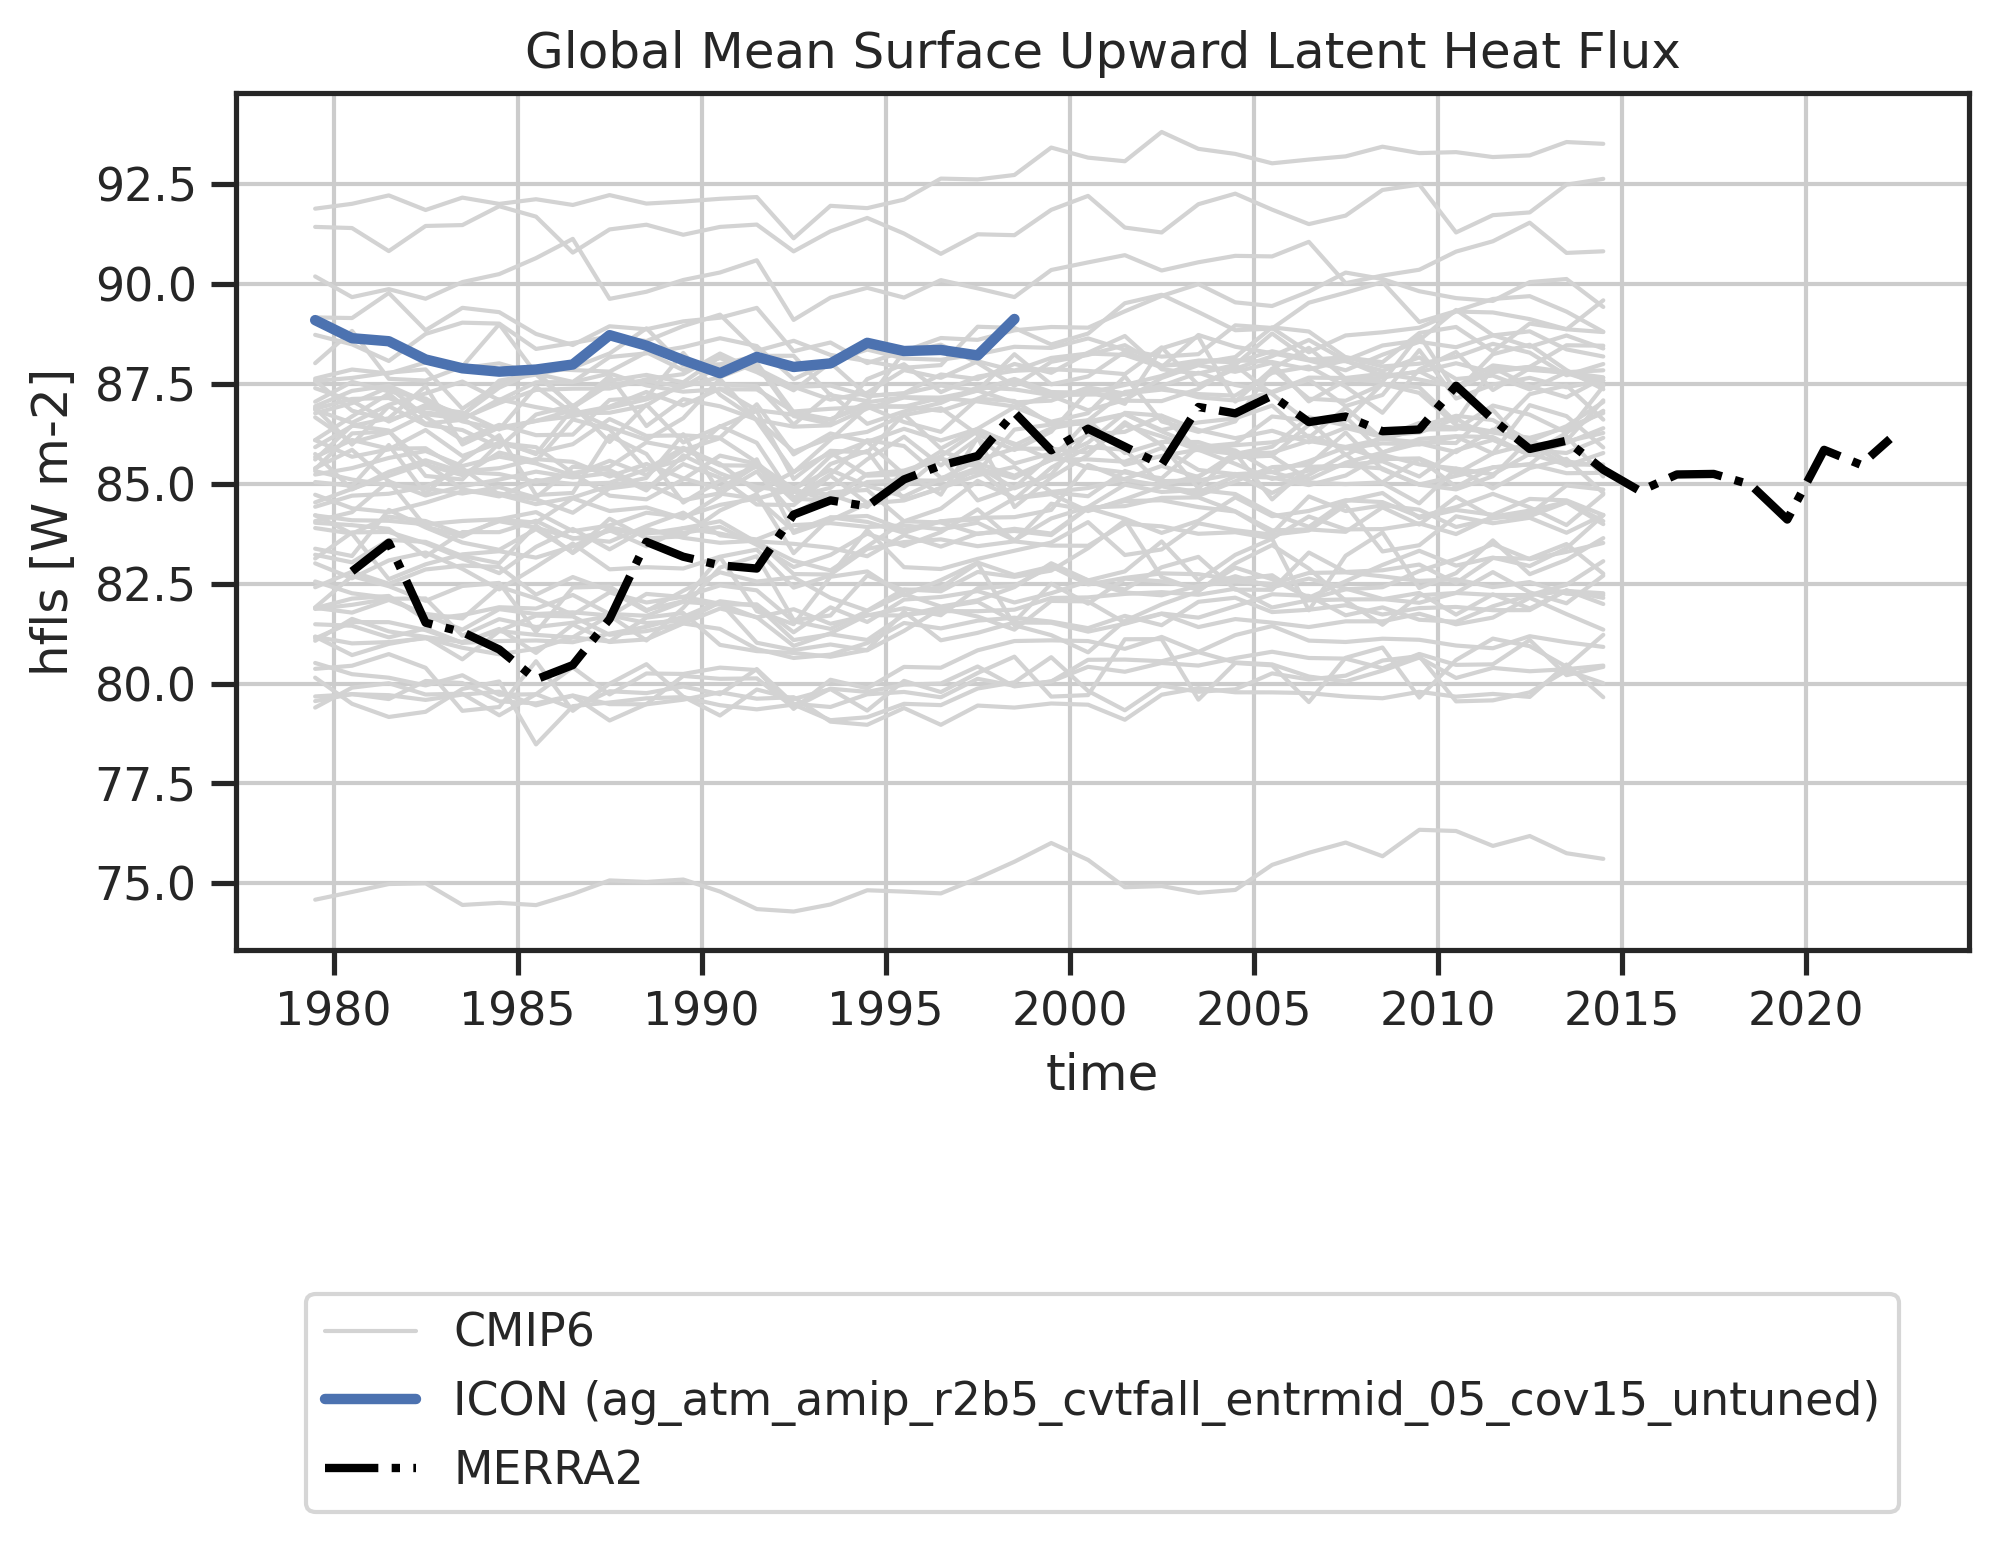 Global Mean Surface Upward Latent Heat Flux
hfls [W m-2]
92.5
90.0
87.5
85.0
82.5
80.0
77.5
75.0
1980 1985 1990 1995 2000 2005 2010 2015 2020
time
CMIP6
ICON (ag_atm_amip_r2b5_cvtfall_entrmid_05_cov15_untuned)
MERRA2